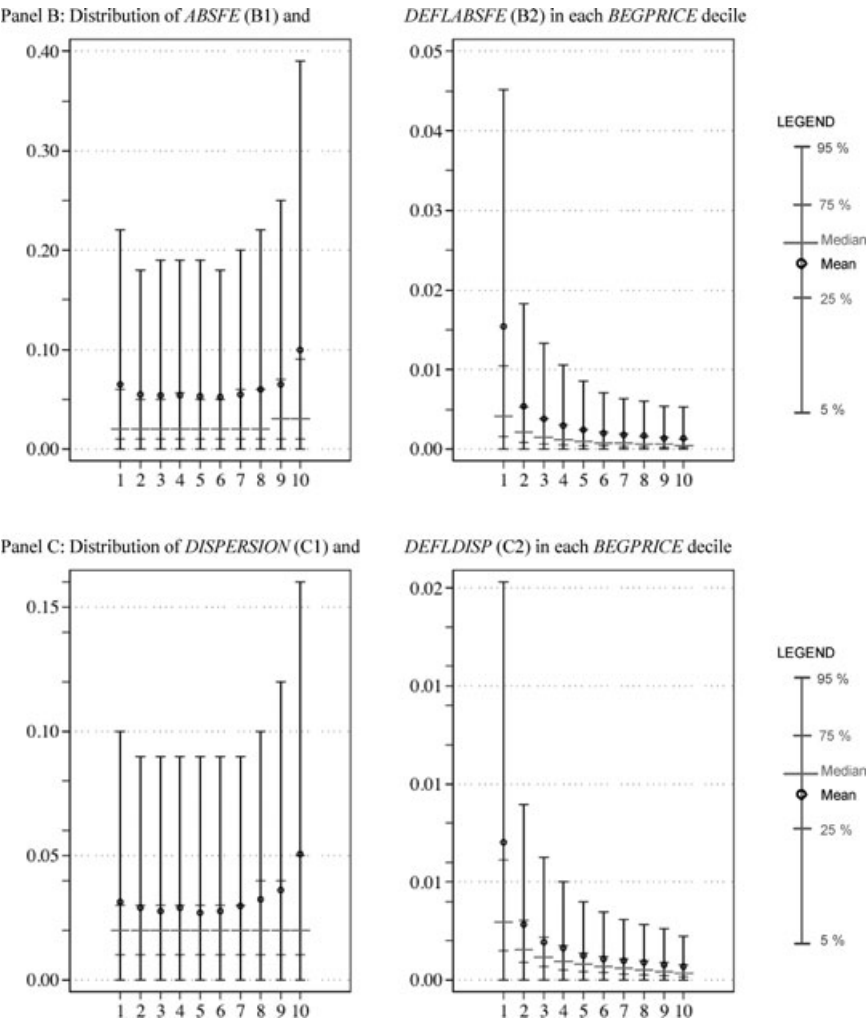 Panel B: Distribution of ABSFE (B1) and DEFLABSFE (B2) in each BEGPRICE decile
0.40
0.30
0.20
0.10
0.00
1 2 3 4 5 6 7 8 9 10
0.05
0.04
0.03
0.02
0.01
0.00
1 2 3 4 5 6 7 8 9 10
LEGEND
95 %
75 %
Median
Mean
25 %
5 %
Panel C: Distribution of DISPERSION (C1) and DEFLDISP (C2) in each BEGPRICE decile
0.15
0.10
0.05
0.00
1 2 3 4 5 6 7 8 9 10
0.02
0.01
0.01
0.01
0.00
1 2 3 4 5 6 7 8 9 10
LEGEND
95 %
75 %
Median
Mean
25 %
5 %